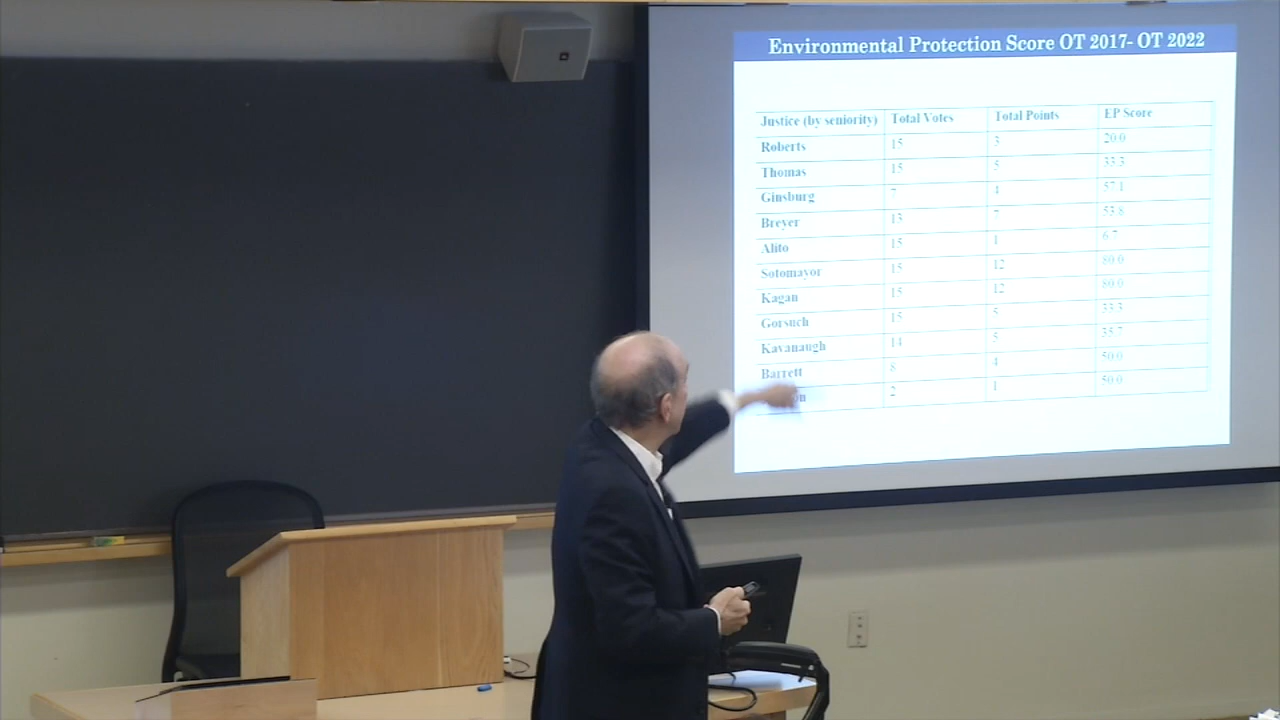 Environmental Protection Score OT 2017- OT 2022
Justice (by seniority) Total Votes Total Points EP Score
Roberts 15 3 20.0
Thomas 15 5 33.3
Ginsburg 7 4 57.1
Breyer 13 7 53.8
Alito 15 1 6.7
Sotomayor 15 12 80.0
Kagan 15 12 80.0
Gorsuch 15 5 33.3
Kavanaugh 14 5 35.7
Barrett 8 4 50.0
2 1 50.0